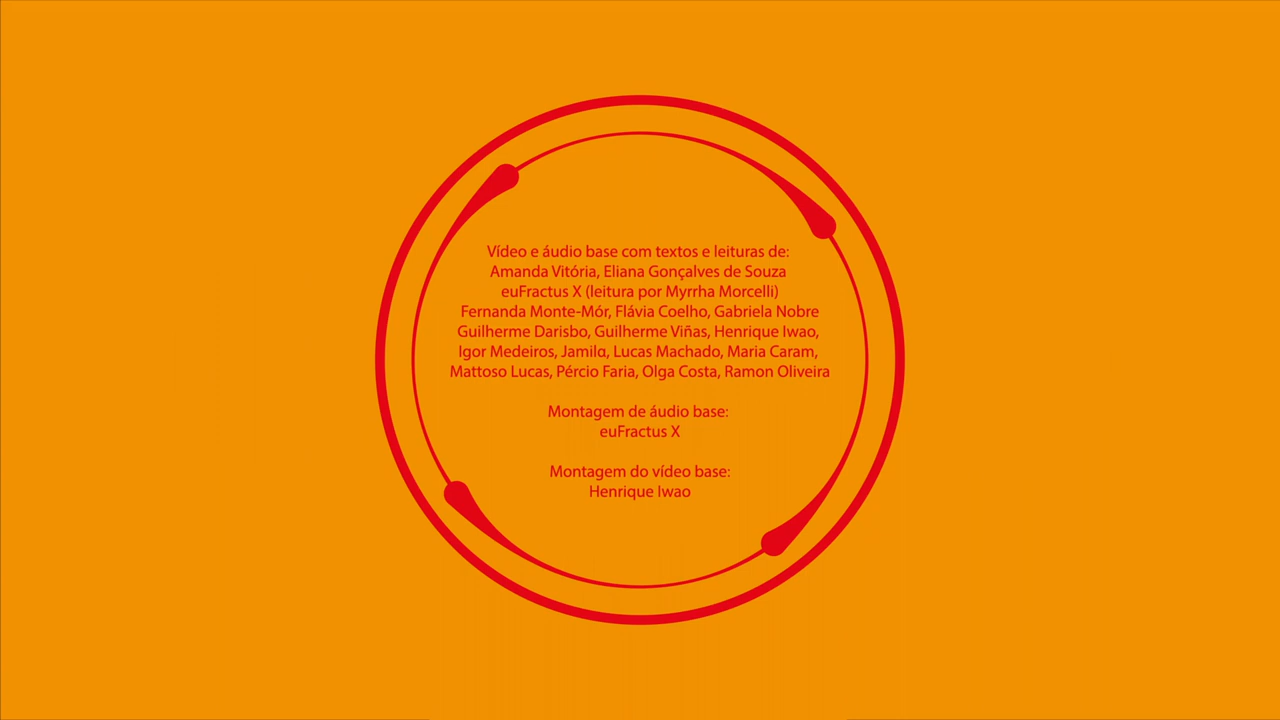 Vídeo e áudio base com textos e leituras de:
Amanda Vitória, Eliana Gonçalves de Souza
euFractus X (leitura por Myrrha Morcelli)
Fernanda Monte-Mór, Flávia Coelho, Gabriela Nobre
Guilherme Darisbo, Guilherme Viñas, Henrique Iwao,
Igor Medeiros, Jamila, Lucas Machado, Maria Caram,
Mattoso Lucas, Pércio Faria, Olga Costa, Ramon Oliveira
Montagem de áudio base:
euFractus X
Montagem do vídeo base:
Henrique Iwao